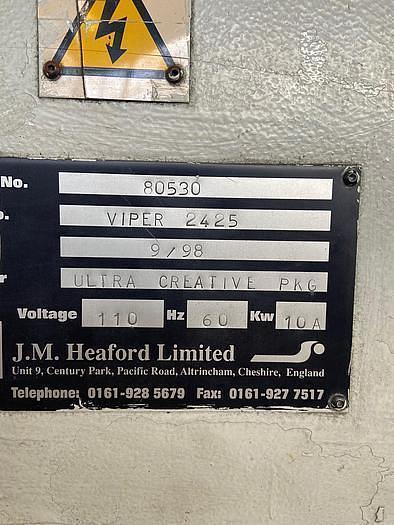 No. 80530
VIPER 2425
9/98
ULTRA CREATIVE PKG
Voltage 110 Hz 60 Kw 10A
J.M. Heaford Limited
Unit 9, Century Park, Pacific Road, Altrincham, Cheshire, England
Telephone: 0161-928 5679 Fax: 0161-927 7517